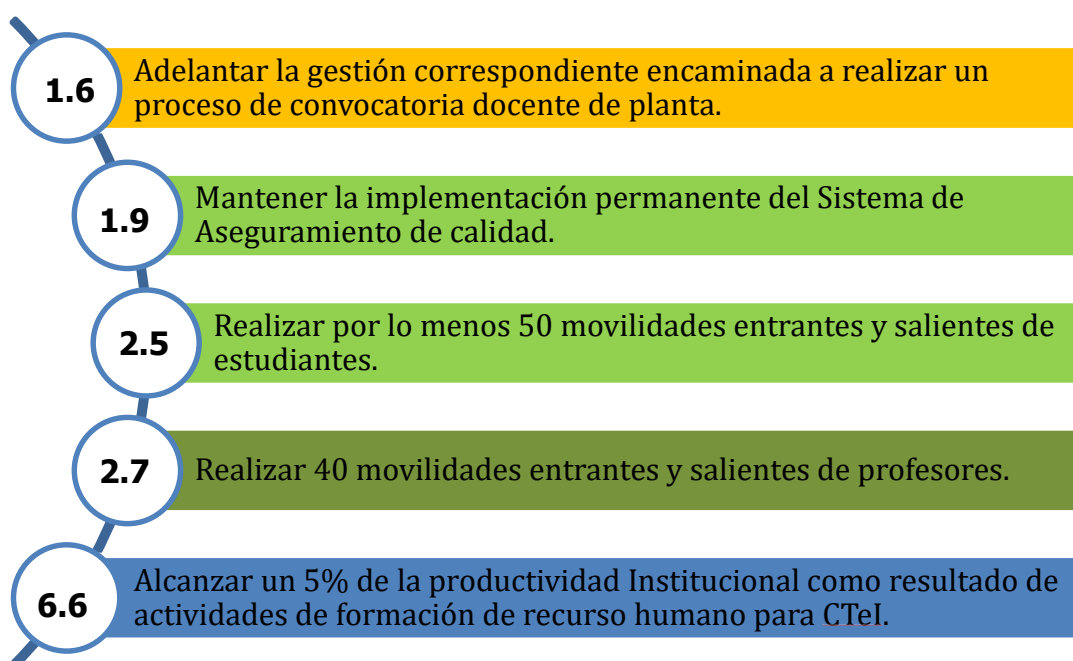 1.6
Adelantar la gestión correspondiente encaminada a realizar un
proceso de convocatoria docente de planta.
1.9
Mantener la implementación permanente del Sistema de
Aseguramiento de calidad.
2.5
Realizar por lo menos 50 movilidades entrantes y salientes de
estudiantes.
2.7
Realizar 40 movilidades entrantes y salientes de profesores.
6.6
Alcanzar un 5% de la productividad Institucional como resultado de
actividades de formación de recurso humano para CTeI.